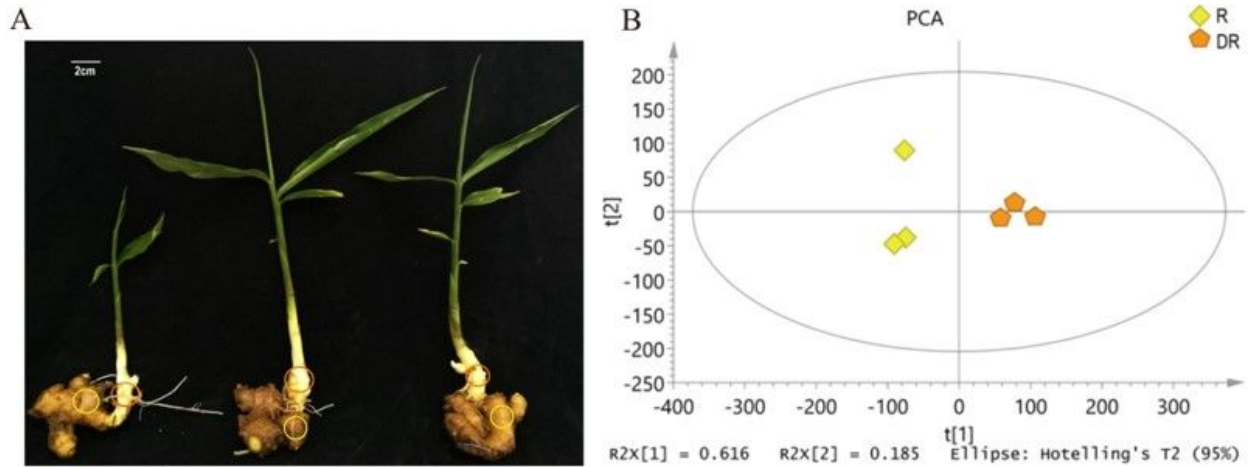 A
2cm
B
PCA
R
DR
t[2]
200
150
100
50
0
-50
-100
-150
-200
-250
-400
-300
-200
-100
0
100
200
300
t[1]
R2X[1] = 0.616 R2X[2] = 0.185 Ellipse: Hotelling's T2 (95%)